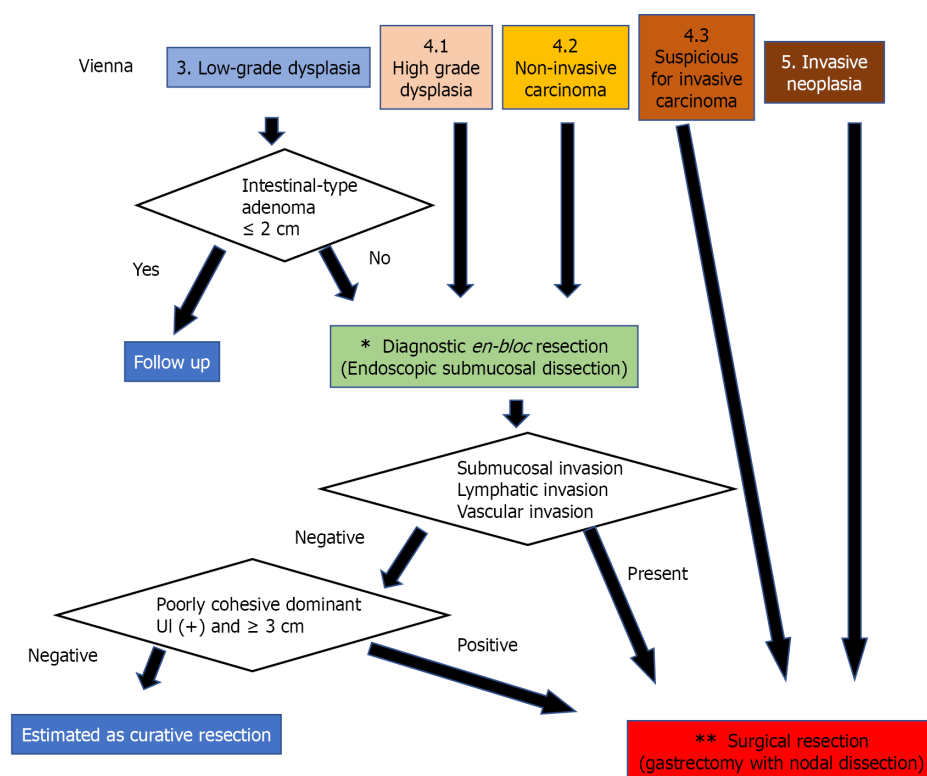 Vienna
3. Low-grade dysplasia
4.1
High grade
dysplasia
4.2
Non-invasive
carcinoma
4.3
Suspicious
for invasive
carcinoma
5. Invasive
neoplasia
Intestinal-type
adenoma
≤ 2 cm
Yes
No
Follow up
* Diagnostic en-bloc resection
(Endoscopic submucosal dissection)
Submucosal invasion
Lymphatic invasion
Vascular invasion
Negative
Present
Poorly cohesive dominant
Ul (+) and ≥ 3 cm
Negative
Positive
Estimated as curative resection
** Surgical resection
(gastrectomy with nodal dissection)